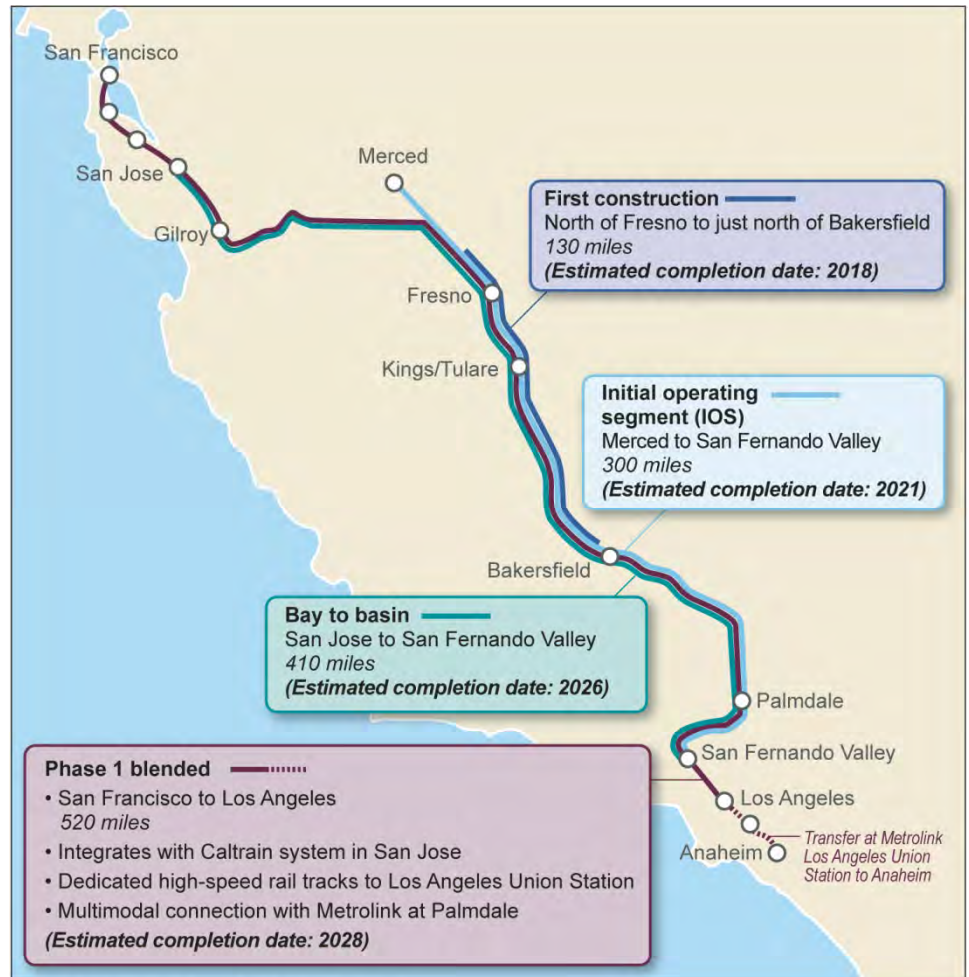 San Francisco
San Jose
Gilroy
Merced
Fresno
Kings/Tulare
Bakersfield
Palmdale
San Fernando Valley
Los Angeles
Anaheim
Transfer at Metrolink
Los Angeles Union
Station to Anaheim
First construction
North of Fresno to just north of Bakersfield
130 miles
(Estimated completion date: 2018)
Initial operating
segment (IOS)
Merced to San Fernando Valley
300 miles
(Estimated completion date: 2021)
Bay to basin
San Jose to San Fernando Valley
410 miles
(Estimated completion date: 2026)
Phase 1 blended
• San Francisco to Los Angeles
520 miles
• Integrates with Caltrain system in San Jose
• Dedicated high-speed rail tracks to Los Angeles Union Station
• Multimodal connection with Metrolink at Palmdale
(Estimated completion date: 2028)